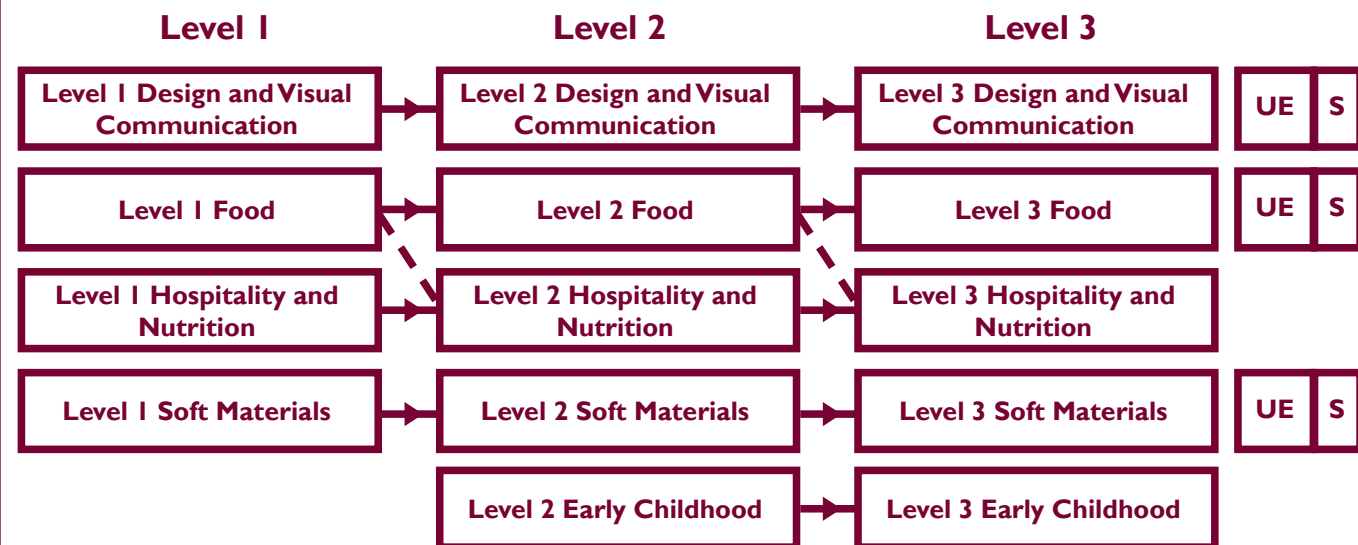 Level 1 Level 2 Level 3
Level 1 Design and Visual
Communication
Level 2 Design and Visual
Communication
Level 3 Design and Visual
Communication
UE S
Level 1 Food
Level 2 Food
Level 3 Food
UE S
Level 1 Hospitality and
Nutrition
Level 2 Hospitality and
Nutrition
Level 3 Hospitality and
Nutrition
Level 1 Soft Materials
Level 2 Soft Materials
Level 3 Soft Materials
UE S
Level 2 Early Childhood
Level 3 Early Childhood